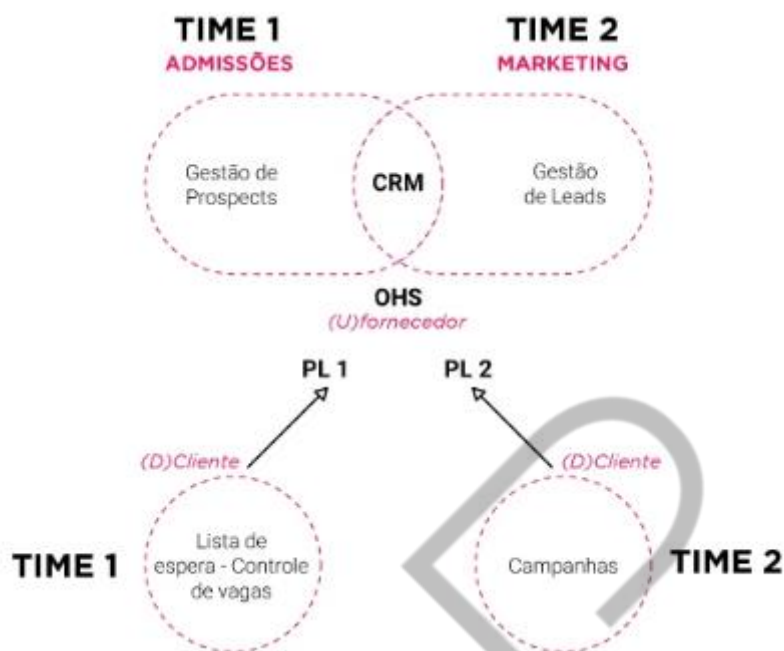 TIME 1
ADMISSÕES
TIME 2
MARKETING
Gestão de
Prospects
CRM
Gestão
de Leads
OHS
(U)fornecedor
PL 1
PL 2
(D)Cliente
(D)Cliente
TIME 1
Lista de
espera - Controle
de vagas
Campanhas
TIME 2